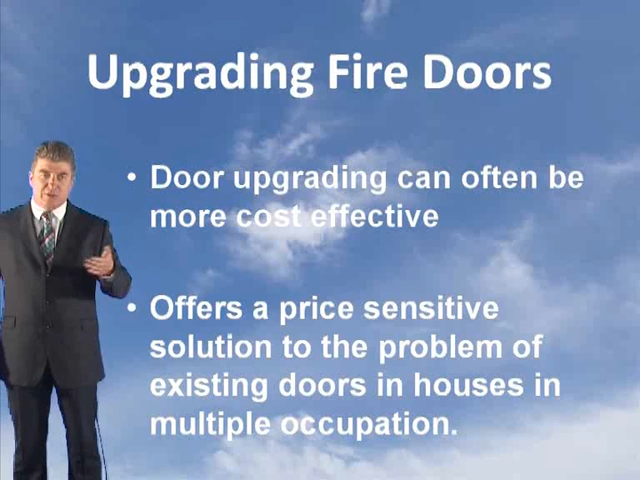 Upgrading Fire Doors
• Door upgrading can often be
more cost effective
• Offers a price sensitive
solution to the problem of
existing doors in houses in
multiple occupation.